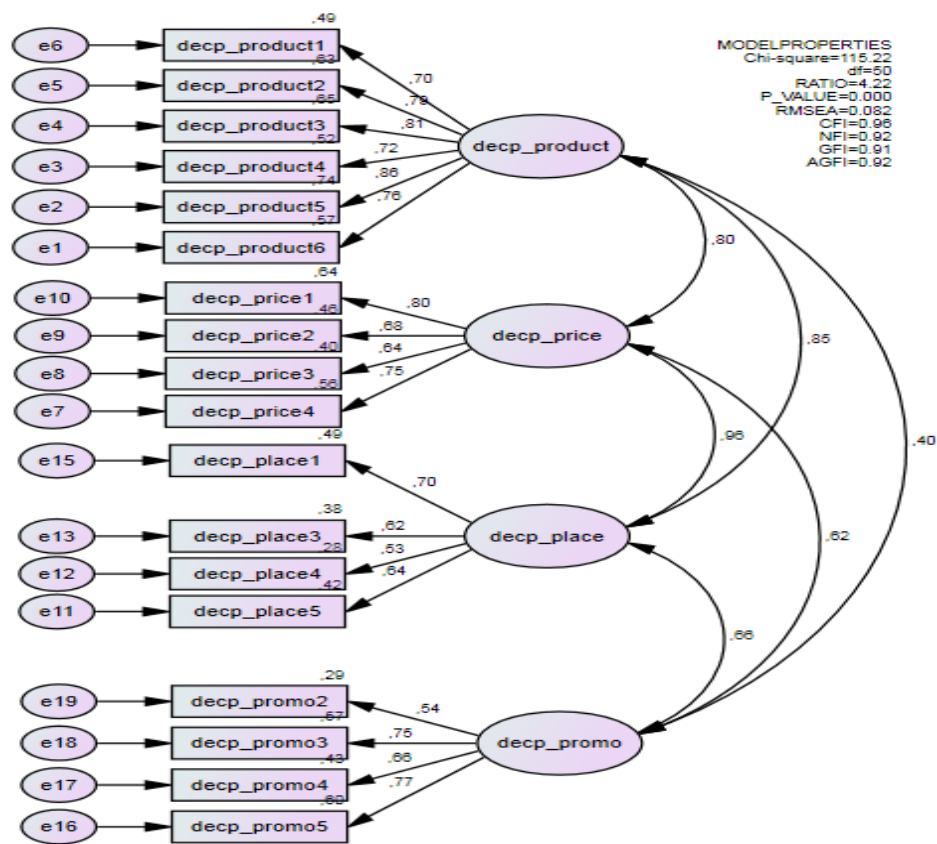 ,49
e6
decp_product1
,63
e5
decp_product2
,65
e4
decp_product3
,52
e3
decp_product4
,74
e2
decp_product5
,57
e1
decp_product6
,70
,79
,81
,72
,86
,76
decp_product
MODELPROPERTIES
Chi-square=115.22
df=50
RATIO=4.22
P_VALUE=0.000
RMSEA=0.082
CFI=0.96
NFI=0.92
GFI=0.91
AGFI=0.92
,80
,85
,40
,64
e10
decp_price1
,46
e9
decp_price2
,40
e8
decp_price3
,56
e7
decp_price4
,80
,68
,64
,75
decp_price
,96
,62
,49
e15
decp_place1
,38
e13
decp_place3
,28
e12
decp_place4
,42
e11
decp_place5
,70
,62
,53
,64
decp_place
,66
,29
e19
decp_promo2
,57
e18
decp_promo3
,43
e17
decp_promo4
,60
e16
decp_promo5
,54
,75
,66
,77
decp_promo